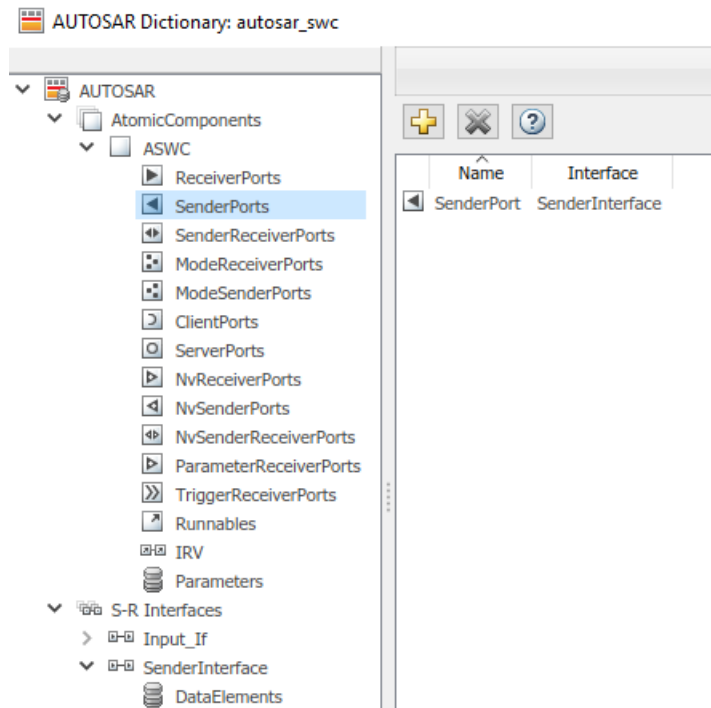 AUTOSAR Dictionary: autosar_swc
AUTOSAR
AtomicComponents
ASWC
ReceiverPorts
SenderPorts
SenderReceiverPorts
ModeReceiverPorts
ModeSenderPorts
ClientPorts
ServerPorts
NvReceiverPorts
NvSenderPorts
NvSenderReceiverPorts
ParameterReceiverPorts
TriggerReceiverPorts
Runnables
IRV
Parameters
S-R Interfaces
Input_If
SenderInterface
DataElements
Name Interface
SenderPort SenderInterface